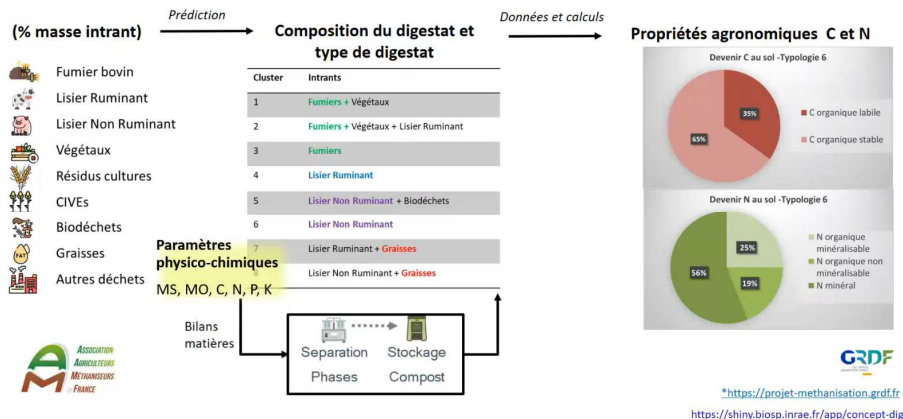 (% masse intrant)
Fumier bovin
Lisier Ruminant
Lisier Non Ruminant
Végétaux
Résidus cultures
CIVEs
Biodéchets
FAT
Graisses
Autres déchets
Prédiction
Composition du digestat et
type de digestat
Cluster Intrants
1 Fumiers + Végétaux
2 Fumiers + Végétaux + Lisier Ruminant
3 Fumiers
4 Lisier Ruminant
5 Lisier Non Ruminant + Biodéchets
6 Lisier Non Ruminant
7 Lisier Ruminant + Graisses
Lisier Non Ruminant + Graisses
Paramètres
physico-chimiques
MS, MO, C, N, P, K
Bilans
matières
Séparation Stockage
Phases Compost
Données et calculs
Propriétés agronomiques C et N
Devenir C au sol -Typologie 6
35%
65%
C organique labile
C organique stable
Devenir N au sol -Typologie 6
25%
19%
56%
N organique
minéralisable
N organique non
minéralisable
N minéral
ASSOCIATION
AGRICULTEURS
METHANISEURS
FRANCE
GRDF
*https://projet-methanisation.grdf.fr
https://shiny.biosp.inrae.fr/app/concept-dig